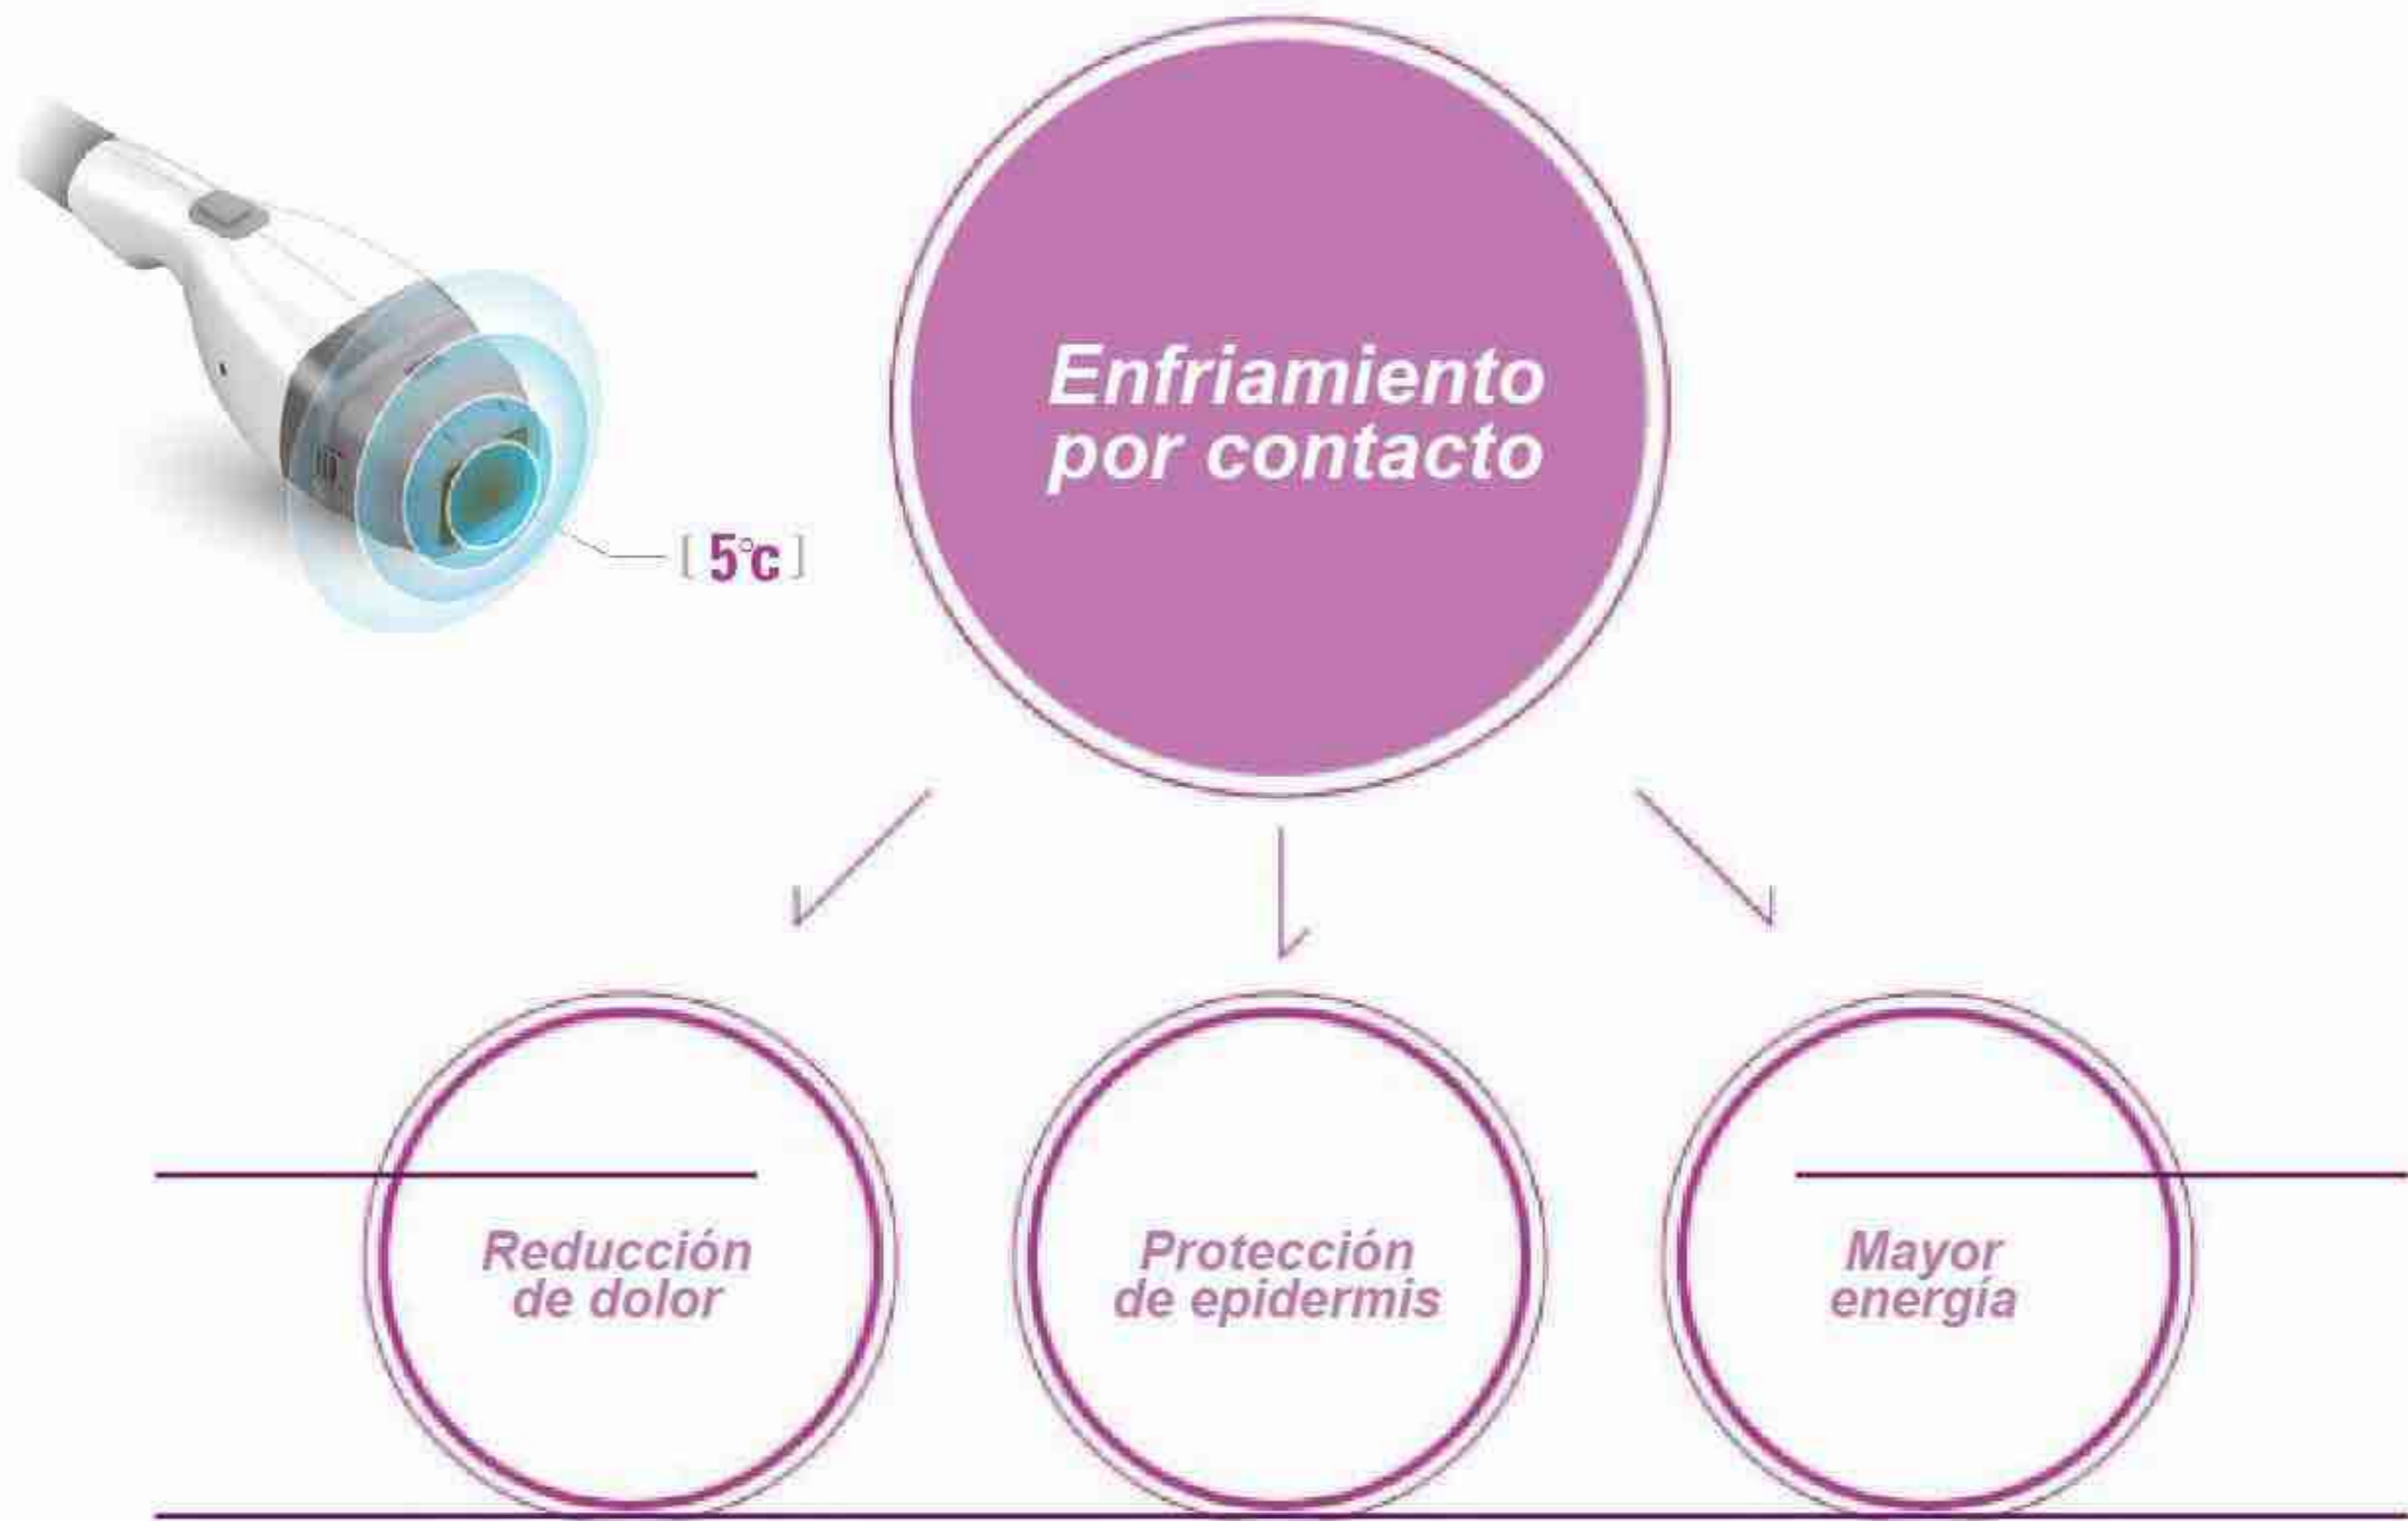 Enfriamiento
por contacto
[ 5°c ]
Reducción
de dolor
Protección
de epidermis
Mayor
energía